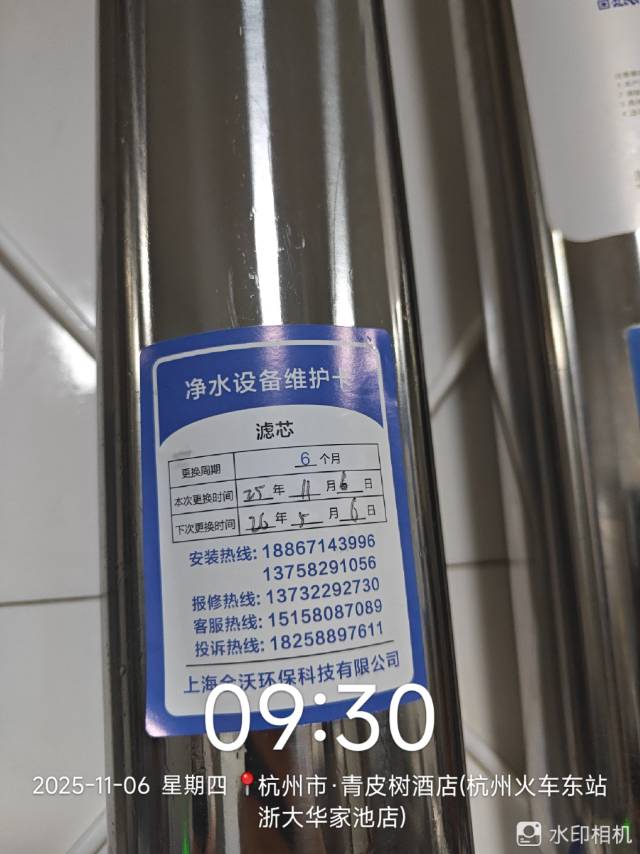 净水设备维护卡
滤芯
更换周期 6 个月
本次更换时间 25 年 11 月 6 日
下次更换时间 26 年 5 月 6 日
安装热线: 18867143996
13758291056
报修热线: 13732292730
客服热线: 15158087089
投诉热线: 18258897611
上海 沃环保科技有限公司
09:30
2025-11-06 星期四 杭州市·青皮树酒店(杭州火车东站
浙大华家池店)
水印相机